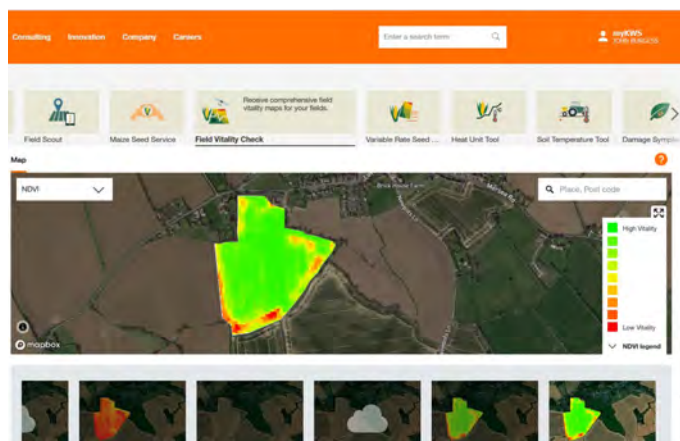 Consulting Innovation Company Careers
Enter a search term
myKWS
JOHN BURGESS
Receive comprehensive field
vitality maps for your fields.
Field Scout
Maize Seed Service
Field Vitality Check
Variable Rate Seed ...
Heat Unit Tool
Soil Temperature Tool
Damage Symp
Map
?
NDVI
Place, Post code
Brick House Farm
High Vitality
Low Vitality
NDVI legend
mapbox